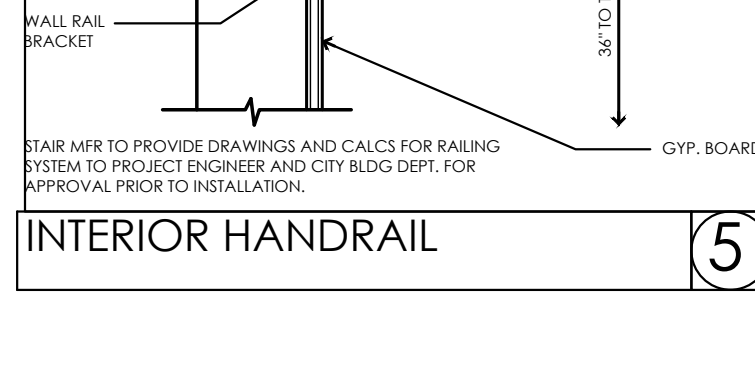 WALL RAIL
BRACKET
36" TO
GYP. BOARD
STAIR MFR TO PROVIDE DRAWINGS AND CALCS FOR RAILING
SYSTEM TO PROJECT ENGINEER AND CITY BLDG DEPT. FOR
APPROVAL PRIOR TO INSTALLATION.
INTERIOR HANDRAIL
5